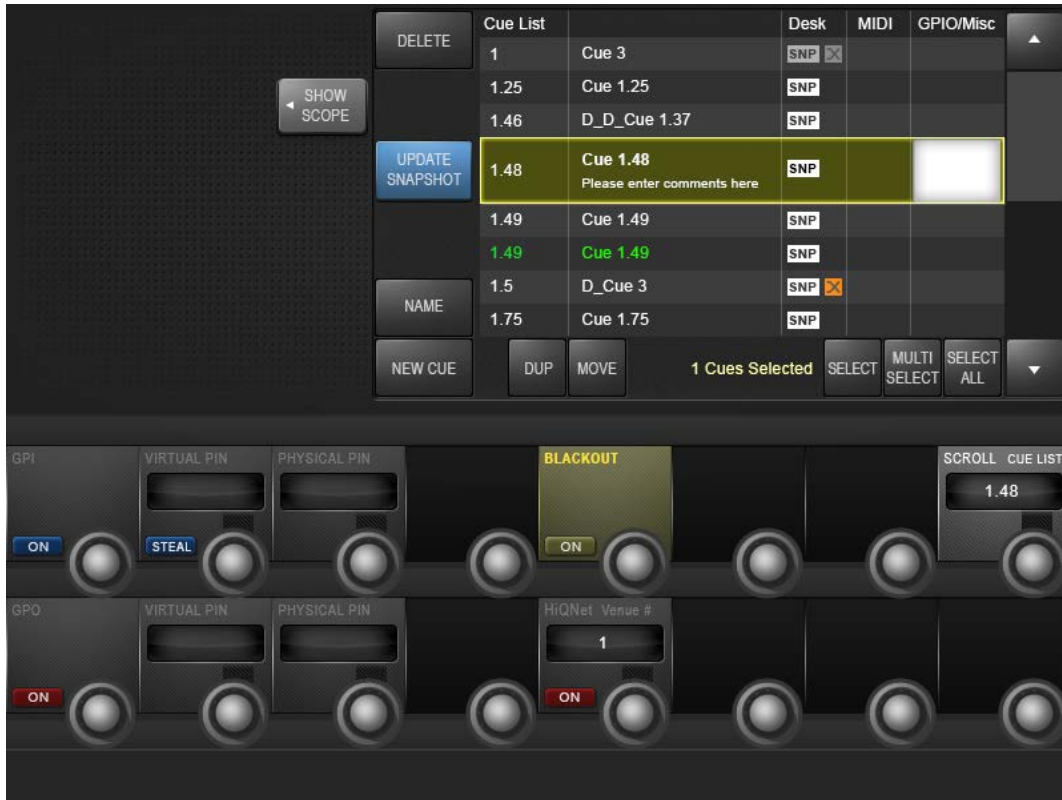 DELETE
Cue List Desk MIDI GPIO/Misc
1 Cue 3 SNP
SHOW
SCOPE
1.25 Cue 1.25 SNP
1.46 D_D_Cue 1.37 SNP
UPDATE
SNAPSHOT
1.48 Cue 1.48 SNP
Please enter comments here
1.49 Cue 1.49 SNP
1.49 Cue 1.49 SNP
NAME
1.5 D_Cue 3 SNP
1.75 Cue 1.75 SNP
NEW CUE
DUP
MOVE
1 Cues Selected
SELECT
MULTI
SELECT
SELECT
ALL
GPI
VIRTUAL PIN
PHYSICAL PIN
BLACKOUT
SCROLL CUE LIST
1.48
ON
STEAL
ON
GPO
VIRTUAL PIN
PHYSICAL PIN
HiQNet Venue #
1
ON
ON